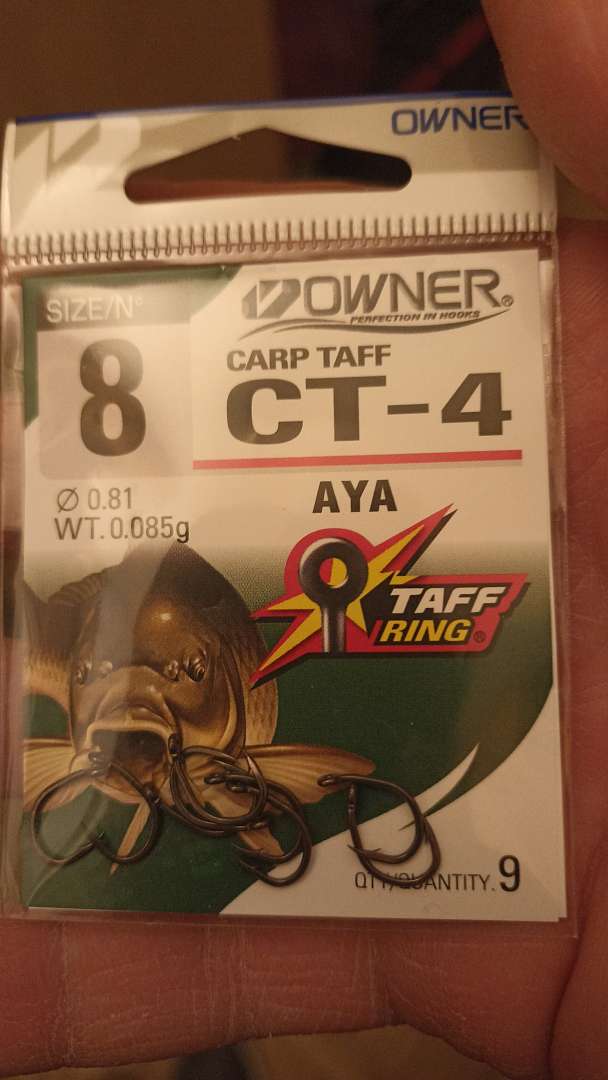 OWNER
SIZE/N°
8
Ø 0.81
WT. 0.085g
OWNER®
PERFECTION IN HOOKS
CARP TAFF
CT-4
AYA
TAFF
RING®
QTY/QUANTITY. 9